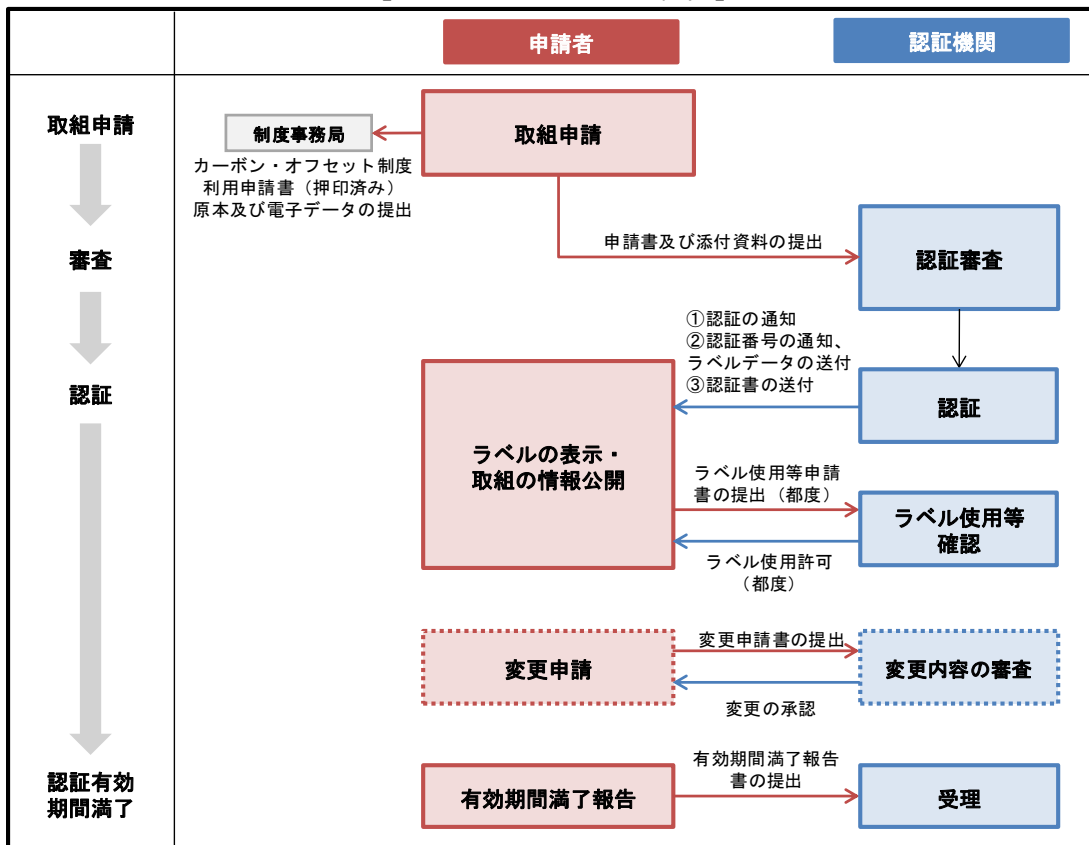 申請者
認証機関
取組申請
制度事務局
カーボン・オフセット制度
利用申請書（押印済み）
原本及び電子データの提出
取組申請
申請書及び添付資料の提出
審査
認証審査
①認証の通知
②認証番号の通知、
ラベルデータの送付
③認証書の送付
認証
認証
ラベルの表示・
取組の情報公開
ラベル使用等申請
書の提出（都度）
ラベル使用等
確認
ラベル使用許可
（都度）
変更申請書の提出
変更申請
変更内容の審査
変更の承認
認証有効
期間満了
有効期間満了報告
有効期間満了報告
書の提出
受理